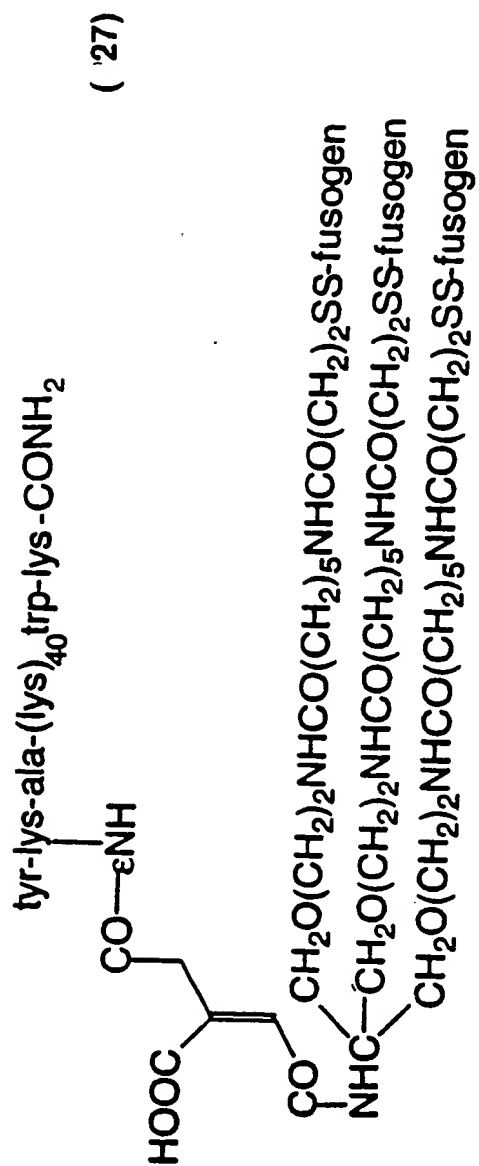 ( '27)
tyr-lys-ala-(lys)₄₀trp-lys-CONH₂
CO—εNH
HOOC
CO
NHC
CH₂O(CH₂)₂NHCO(CH₂)₅NHCO(CH₂)₂SS-fusogen
CH₂O(CH₂)₂NHCO(CH₂)₅NHCO(CH₂)₂SS-fusogen
CH₂O(CH₂)₂NHCO(CH₂)₅NHCO(CH₂)₂SS-fusogen